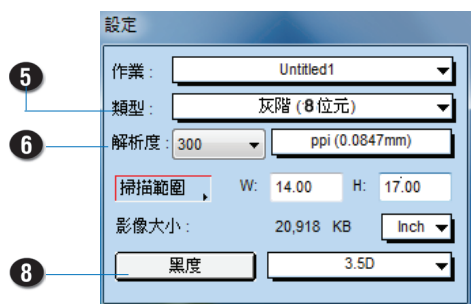 設定
5
作業 : Untitled1
類型 : 灰階 (8位元)
6 解析度 : 300 ppi (0.0847mm)
掃描範圍 W: 14.00 H: 17.00
影像大小 : 20,918 KB Inch
8 黑度 3.5D